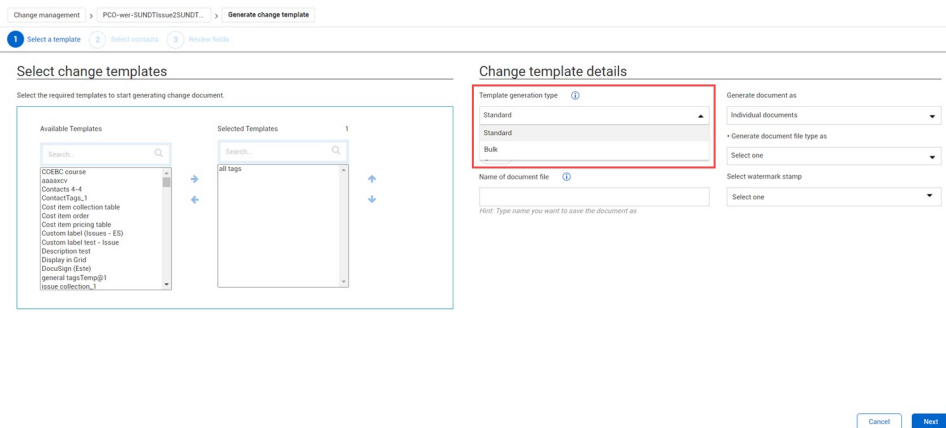 Change management > PCO-wer-SUNDTIssue2SUNDT... > Generate change template
1 Select a template 2 Select contacts 3 Review fields
Select change templates
Select the required templates to start generating change document.
Available Templates
Search...
COEBC course
aaaaxcv
Contacts 4-4
ContactTags_1
Cost item collection table
Cost item order
Cost item pricing table
Custom label (Issues - ES)
Custom label test - Issue
Description test
Display in Grid
DocuSign (Este)
general tagsTemp@1
issue collection_1
Selected Templates 1
Search...
all tags
Change template details
Template generation type
Standard
Standard
Bulk
Name of document file
Hint: Type name you want to save the document as
Generate document as
Individual documents
• Generate document file type as
Select one
Select watermark stamp
Select one
Cancel Next